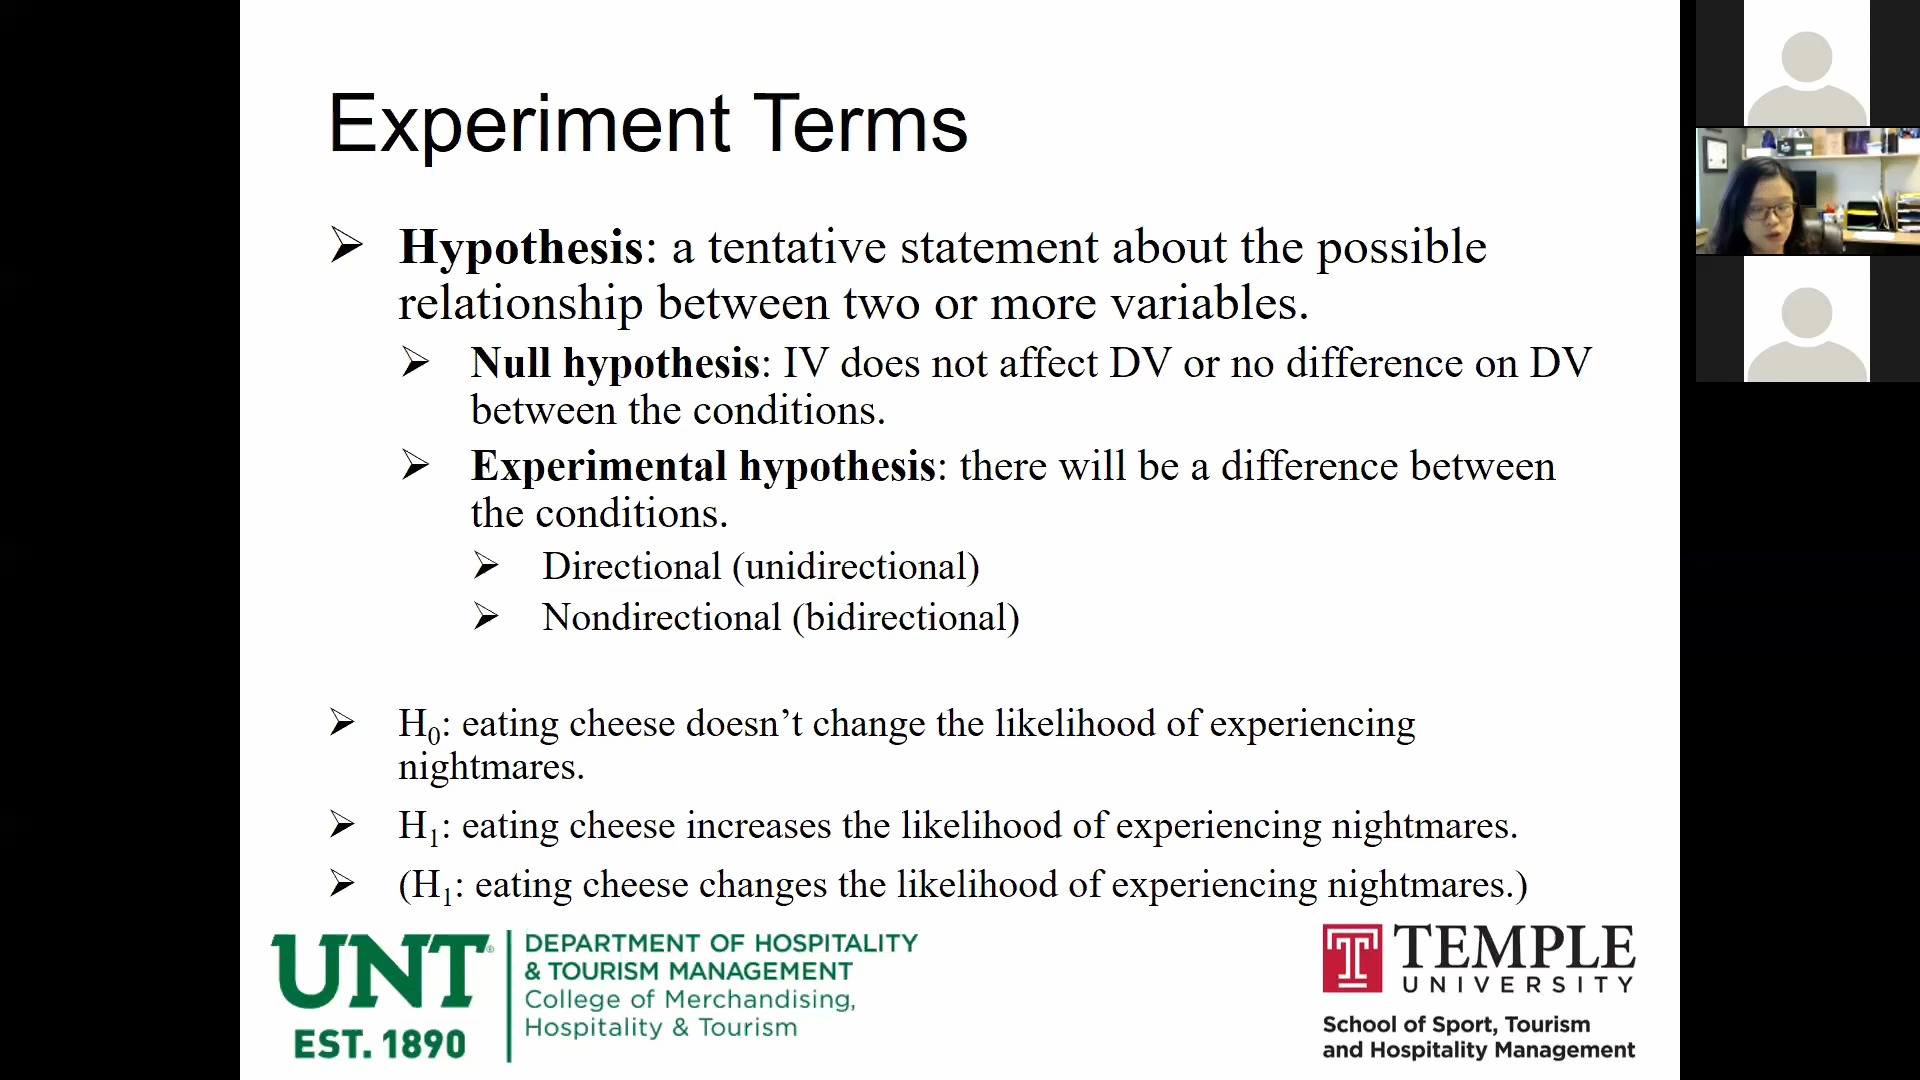 Experiment Terms
➢ Hypothesis: a tentative statement about the possible
relationship between two or more variables.
➢ Null hypothesis: IV does not affect DV or no difference on DV
between the conditions.
➢ Experimental hypothesis: there will be a difference between
the conditions.
➢ Directional (unidirectional)
➢ Nondirectional (bidirectional)
➢ H₀: eating cheese doesn’t change the likelihood of experiencing
nightmares.
➢ H₁: eating cheese increases the likelihood of experiencing nightmares.
➢ (H₁: eating cheese changes the likelihood of experiencing nightmares.)
UNT®
EST. 1890
DEPARTMENT OF HOSPITALITY
& TOURISM MANAGEMENT
College of Merchandising,
Hospitality & Tourism
T TEMPLE
UNIVERSITY
School of Sport, Tourism
and Hospitality Management